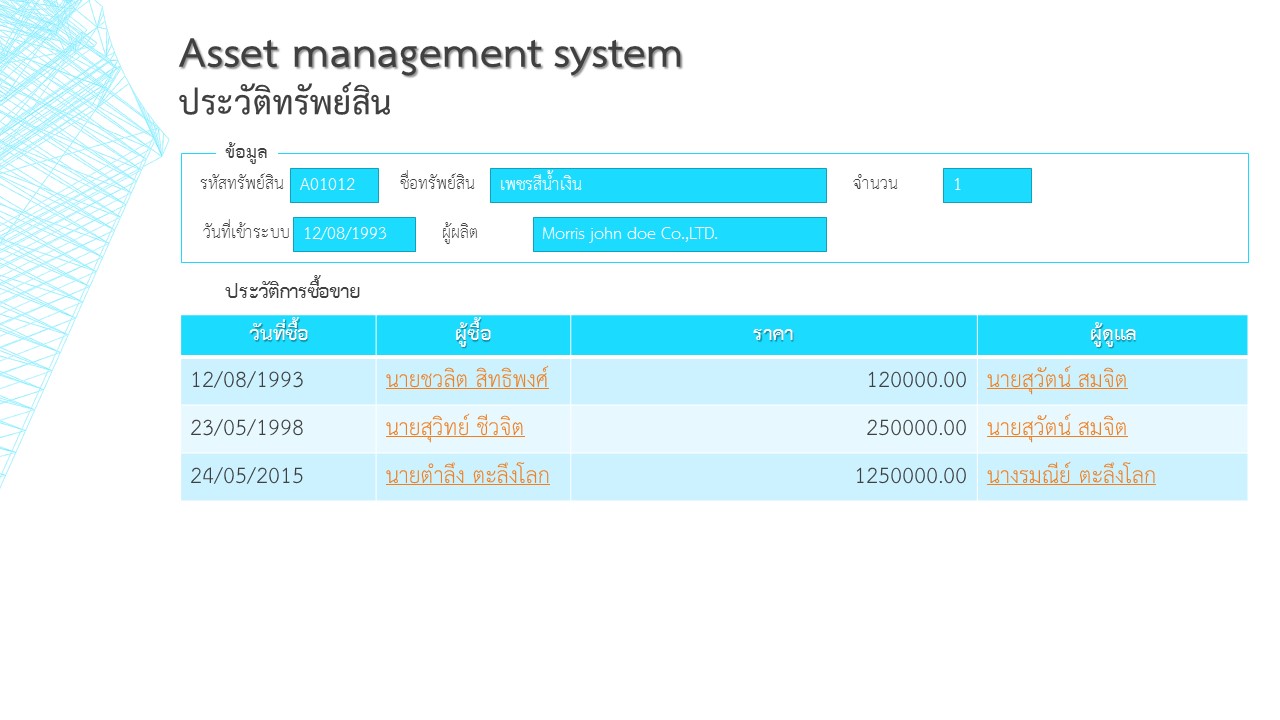 Asset management system
ประวัติทรัพย์สิน
ข้อมูล
รหัสทรัพย์สิน A01012 ชื่อทรัพย์สิน เพชรสีน้ำเงิน จำนวน 1
วันที่เข้าระบบ 12/08/1993 ผู้ผลิต Morris john doe Co.,LTD.
ประวัติการซื้อขาย
วันที่ซื้อ ผู้ซื้อ ราคา ผู้ดูแล
12/08/1993 นายชวลิต สิทธิพงศ์ 120000.00 นายสุวัตน์ สมจิต
23/05/1998 นายสุวิทย์ ชีวจิต 250000.00 นายสุวัตน์ สมจิต
24/05/2015 นายตำลึง ตะลึงโลก 1250000.00 นางรมณีย์ ตะลึงโลก